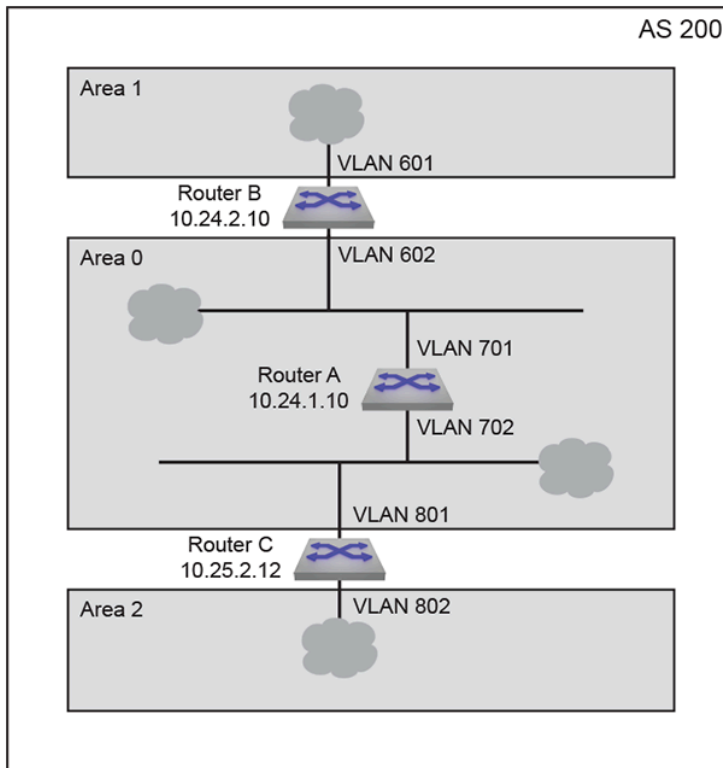 AS 200
Area 1
VLAN 601
Router B
10.24.2.10
Area 0
VLAN 602
VLAN 701
Router A
10.24.1.10
VLAN 702
VLAN 801
Router C
10.25.2.12
Area 2
VLAN 802